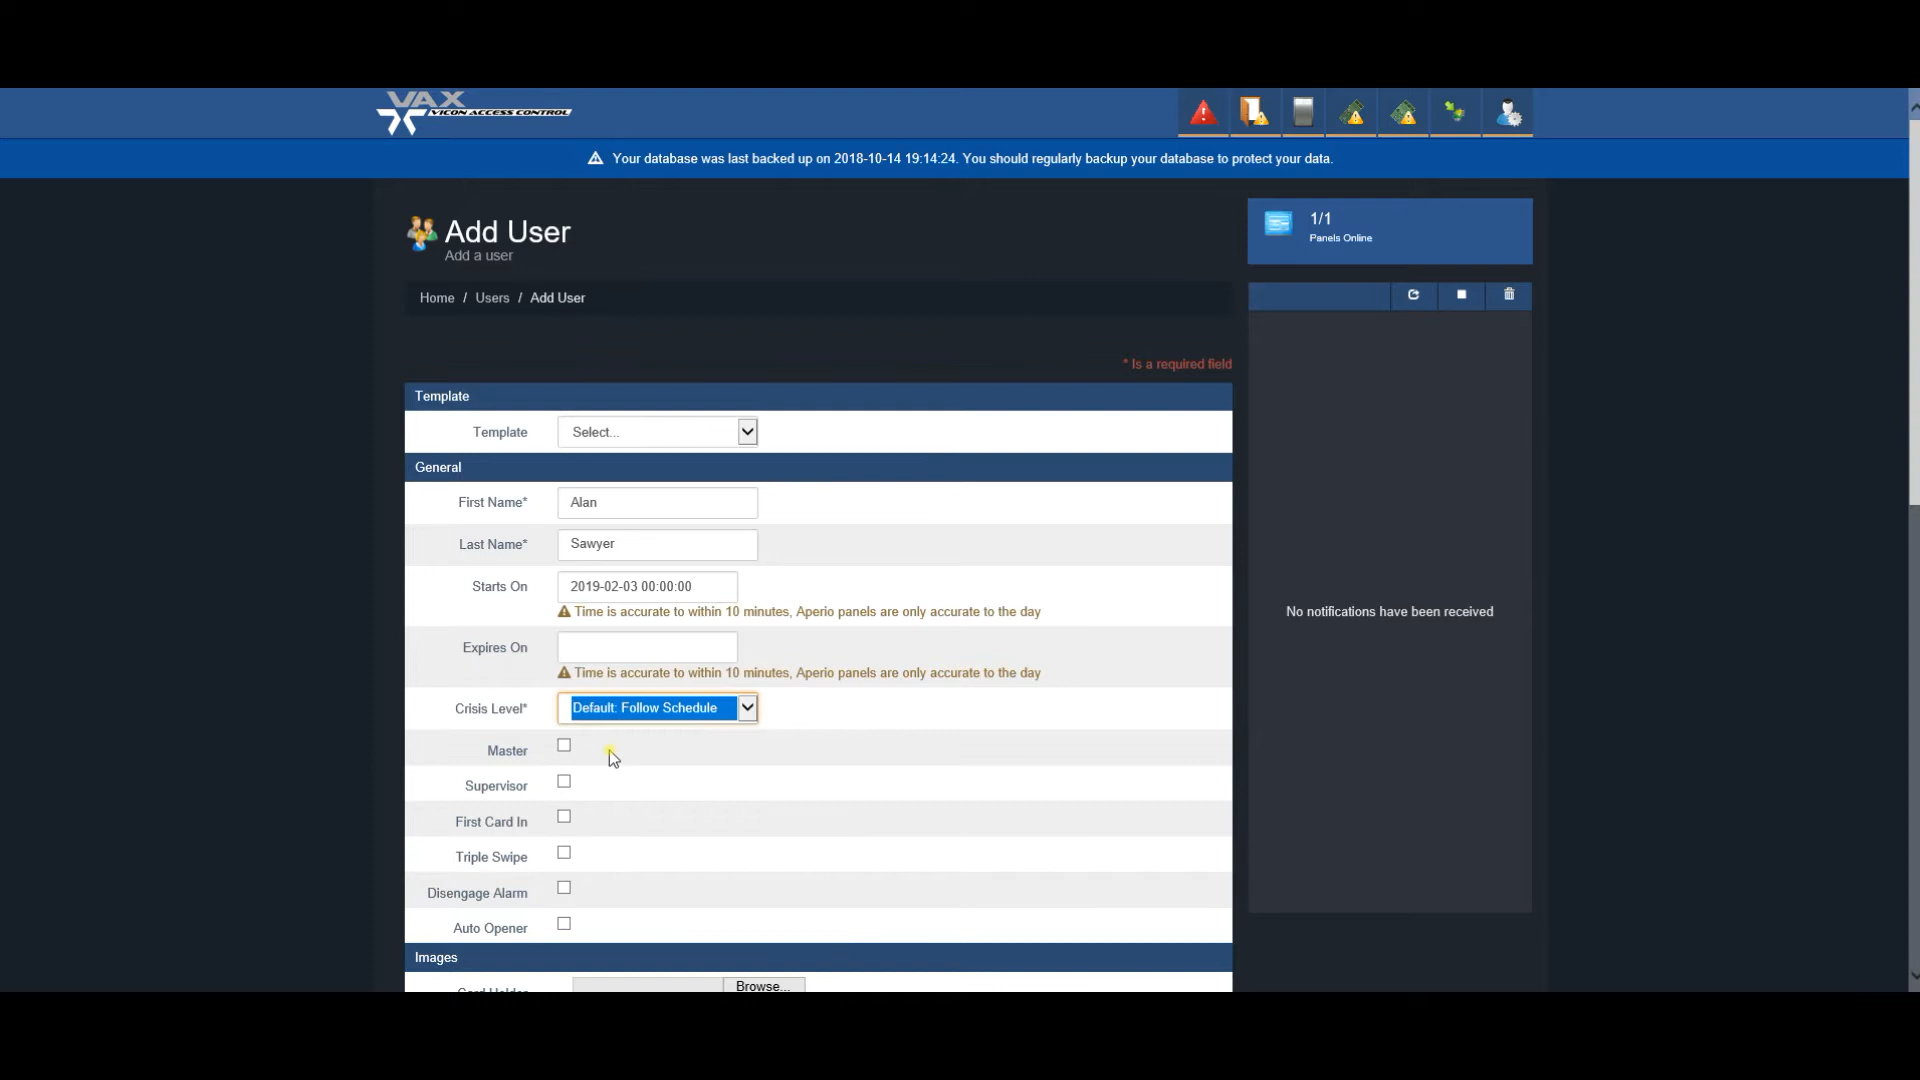 VAX
VICON ACCESS CONTROL
Your database was last backed up on 2018-10-14 19:14:24. You should regularly backup your database to protect your data.
Add User
Add a user
1/1
Panels Online
Home / Users / Add User
* Is a required field
Template
Template Select...
General
First Name* Alan
Last Name* Sawyer
Starts On 2019-02-03 00:00:00
Time is accurate to within 10 minutes, Aperio panels are only accurate to the day
Expires On
Time is accurate to within 10 minutes, Aperio panels are only accurate to the day
Crisis Level* Default: Follow Schedule
Master
Supervisor
First Card In
Triple Swipe
Disengage Alarm
Auto Opener
Images
Card Holder Browse...
No notifications have been received